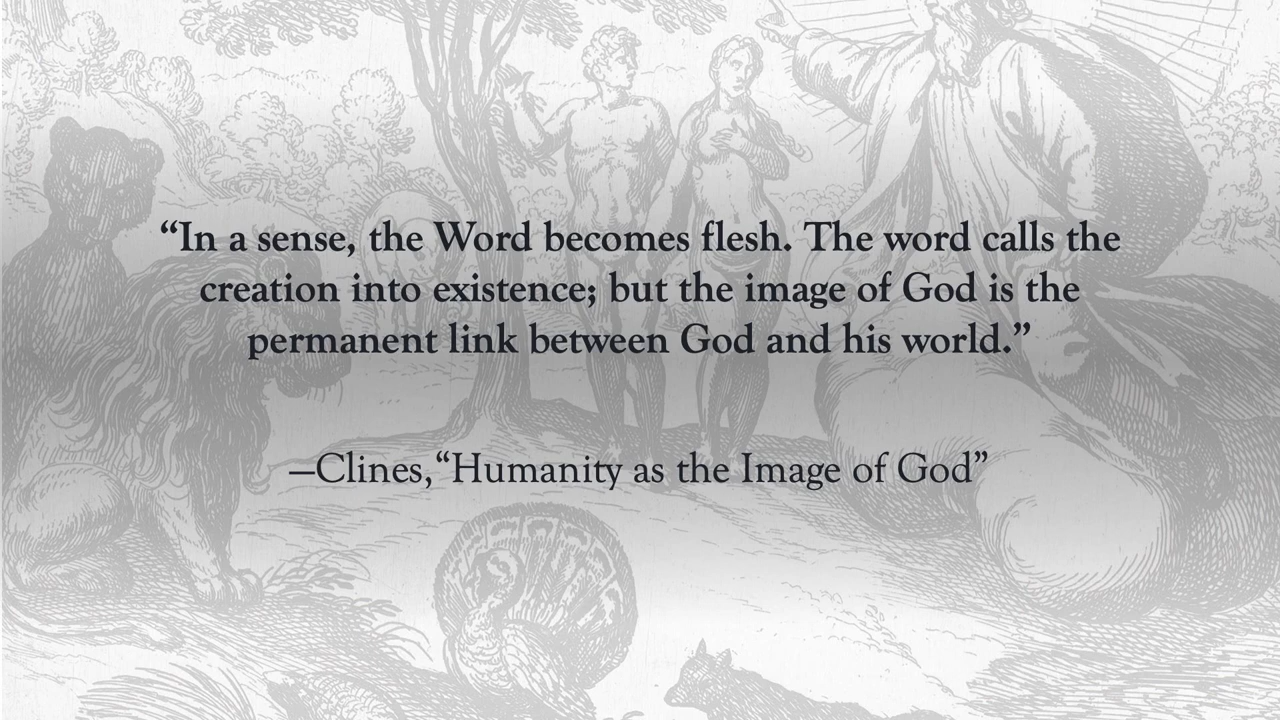 “In a sense, the Word becomes flesh. The word calls the
creation into existence; but the image of God is the
permanent link between God and his world.”
—Clines,“Humanity as the Image of God”